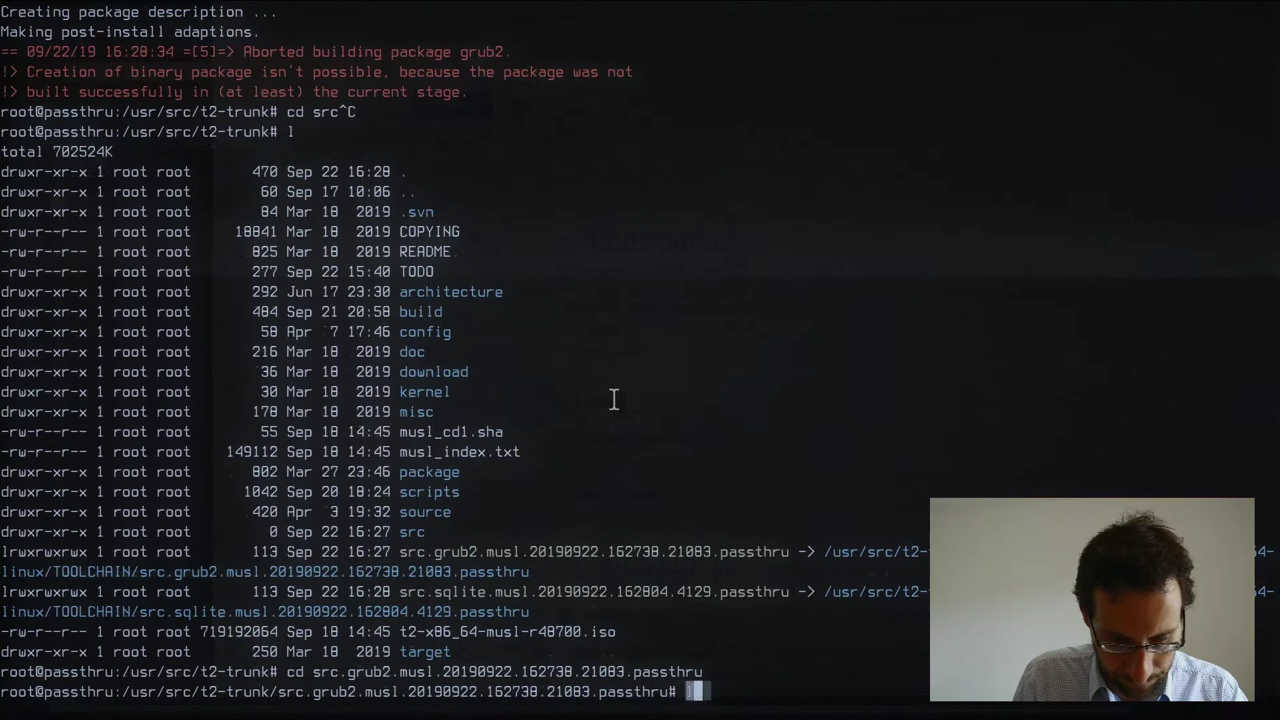 Creating package description ...
Making post-install adaptions.
== 09/22/19 16:28:34 =[5]=> Aborted building package grub2.
!> Creation of binary package isn't possible, because the package was not
!> built successfully in (at least) the current stage.
root@passthru:/usr/src/t2-trunk# cd src^C
root@passthru:/usr/src/t2-trunk# l
total 702524K
drwxr-xr-x 1 root root 470 Sep 22 16:28 .
drwxr-xr-x 1 root root 60 Sep 17 10:06 ..
drwxr-xr-x 1 root root 84 Mar 18 2019 .svn
-rw-r--r-- 1 root root 18841 Mar 18 2019 COPYING
-rw-r--r-- 1 root root 825 Mar 18 2019 README
-rw-r--r-- 1 root root 277 Sep 22 15:40 TODO
drwxr-xr-x 1 root root 292 Jun 17 23:30 architecture
drwxr-xr-x 1 root root 484 Sep 21 20:58 build
drwxr-xr-x 1 root root 58 Apr 7 17:46 config
drwxr-xr-x 1 root root 216 Mar 18 2019 doc
drwxr-xr-x 1 root root 36 Mar 18 2019 download
drwxr-xr-x 1 root root 30 Mar 18 2019 kernel
drwxr-xr-x 1 root root 178 Mar 18 2019 misc
-rw-r--r-- 1 root root 55 Sep 18 14:45 musl_cd1.sha
-rw-r--r-- 1 root root 149112 Sep 18 14:45 musl_index.txt
drwxr-xr-x 1 root root 802 Mar 27 23:46 package
drwxr-xr-x 1 root root 1042 Sep 20 18:24 scripts
drwxr-xr-x 1 root root 420 Apr 3 19:32 source
drwxr-xr-x 1 root root 0 Sep 22 16:27 src
lrwxrwxrwx 1 root root 113 Sep 22 16:27 src.grub2.musl.20190922.162738.21083.passthru -> /usr/src/t2- 64-
linux/TOOLCHAIN/src.grub2.musl.20190922.162738.21083.passthru
lrwxrwxrwx 1 root root 113 Sep 22 16:28 src.sqlite.musl.20190922.162804.4129.passthru -> /usr/src/t2- 64-
linux/TOOLCHAIN/src.sqlite.musl.20190922.162804.4129.passthru
-rw-r--r-- 1 root root 719192064 Sep 18 14:45 t2-x86_64-musl-r48700.iso
drwxr-xr-x 1 root root 250 Mar 18 2019 target
root@passthru:/usr/src/t2-trunk# cd src.grub2.musl.20190922.162738.21083.passthru
root@passthru:/usr/src/t2-trunk/src.grub2.musl.20190922.162738.21083.passthru# l